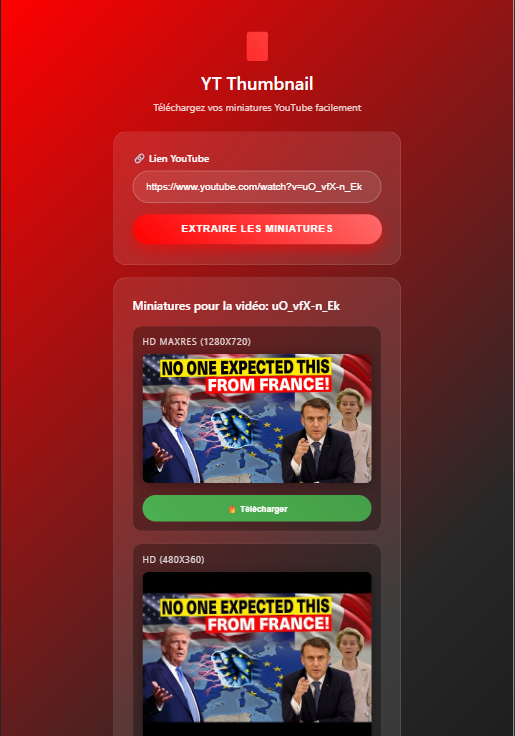 YT Thumbnail
Téléchargez vos miniatures YouTube facilement
Lien YouTube
https://www.youtube.com/watch?v=uO_vfX-n_Ek
EXTRAIRE LES MINIATURES
Miniatures pour la vidéo: uO_vfX-n_Ek
HD MAXRES (1280X720)
NO ONE EXPECTED THIS
FROM FRANCE!
Télécharger
HD (480X360)
NO ONE EXPECTED THIS
FROM FRANCE!